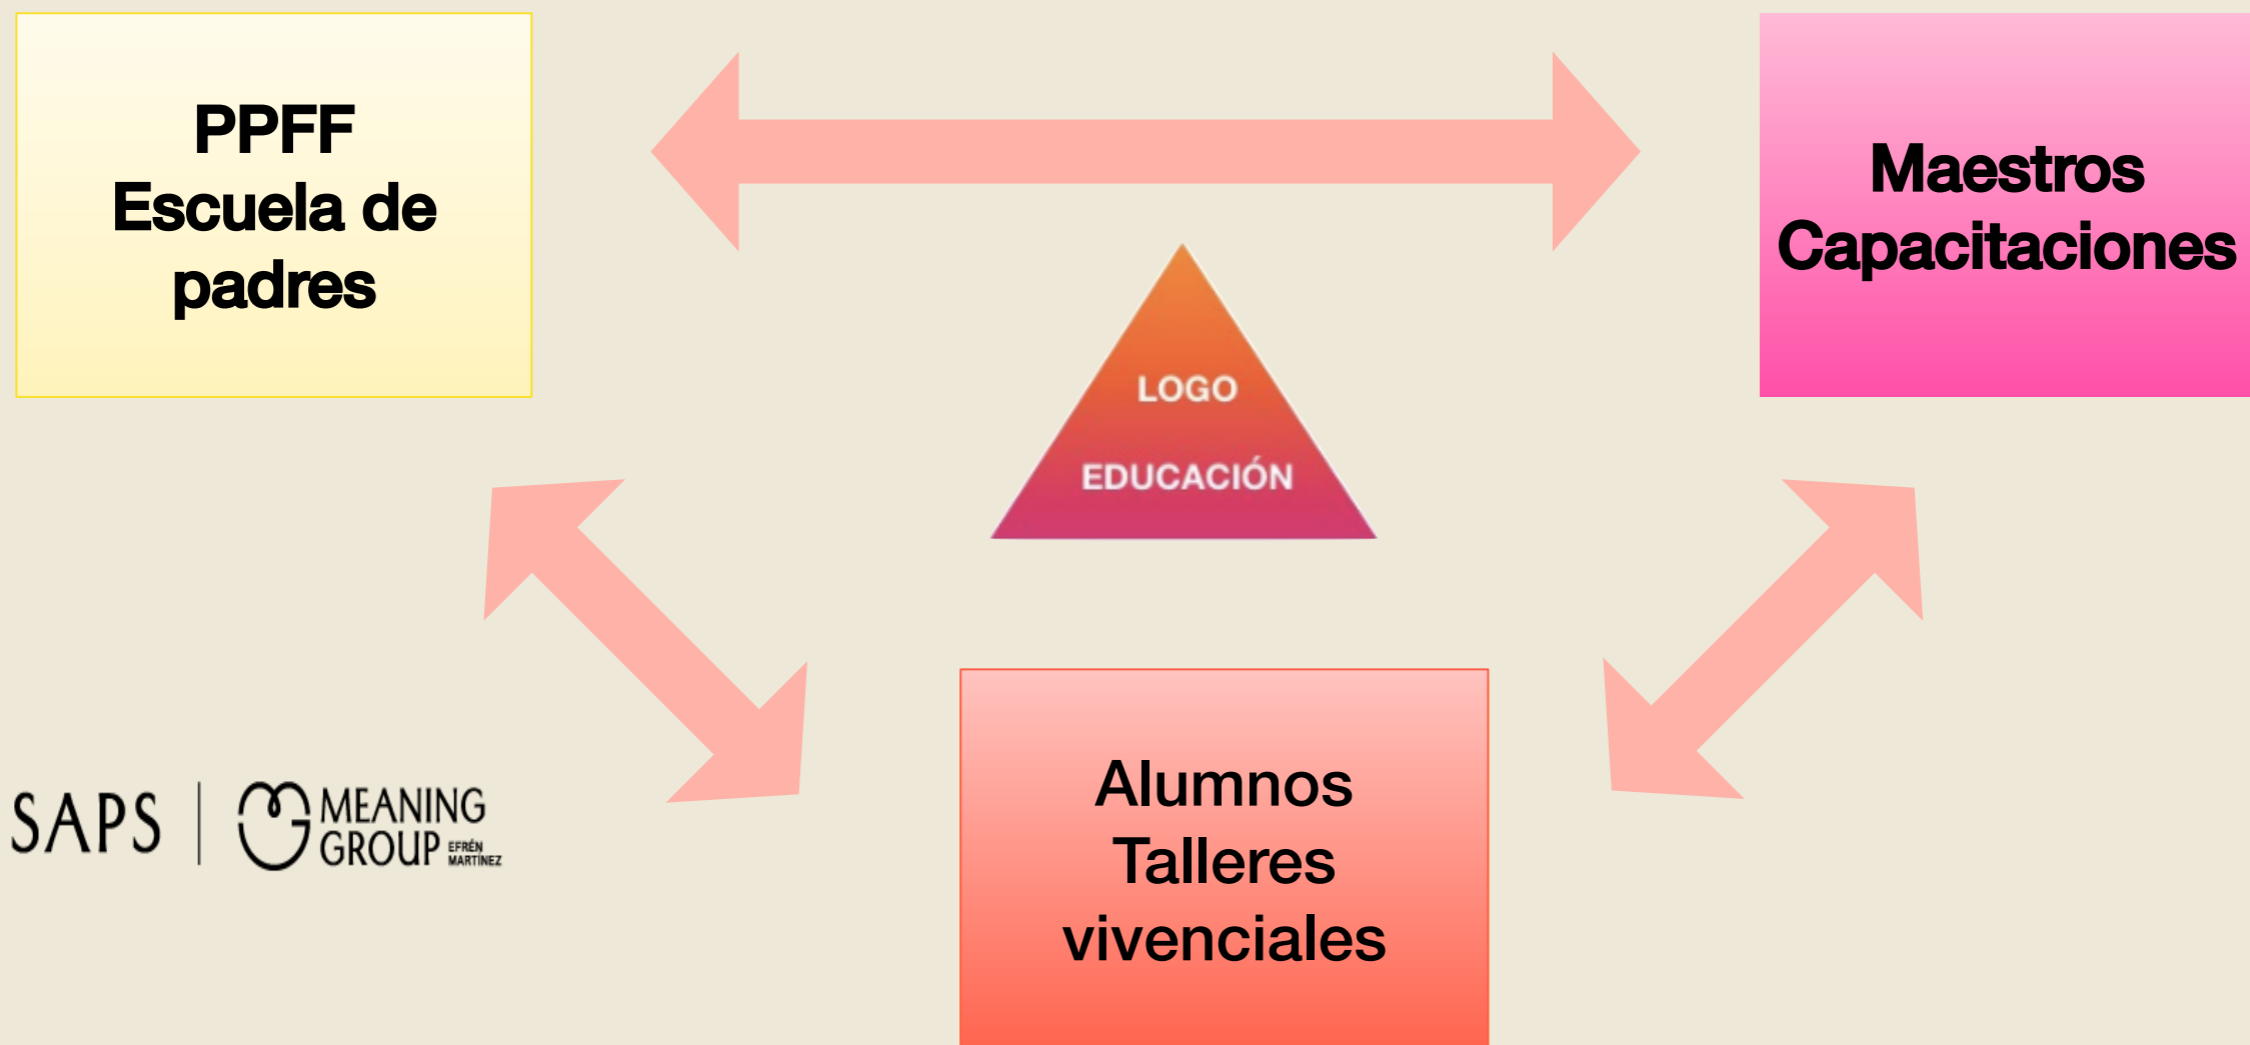 PPFF
Escuela de
padres
Maestros
Capacitaciones
LOGO
EDUCACIÓN
Alumnos
Talleres
vivenciales
SAPS
MEANING
GROUP
EFRÉN
MARTÍNEZ